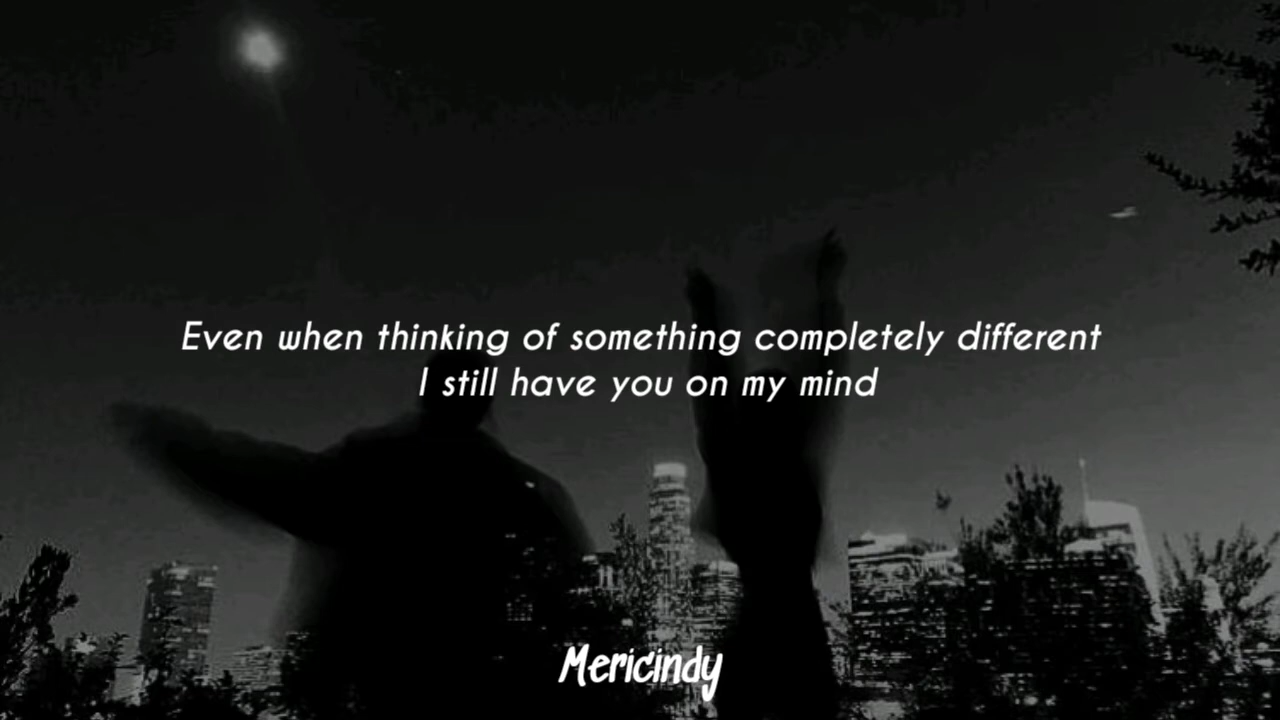 Even when thinking of something completely different
I still have you on my mind
Mericindy